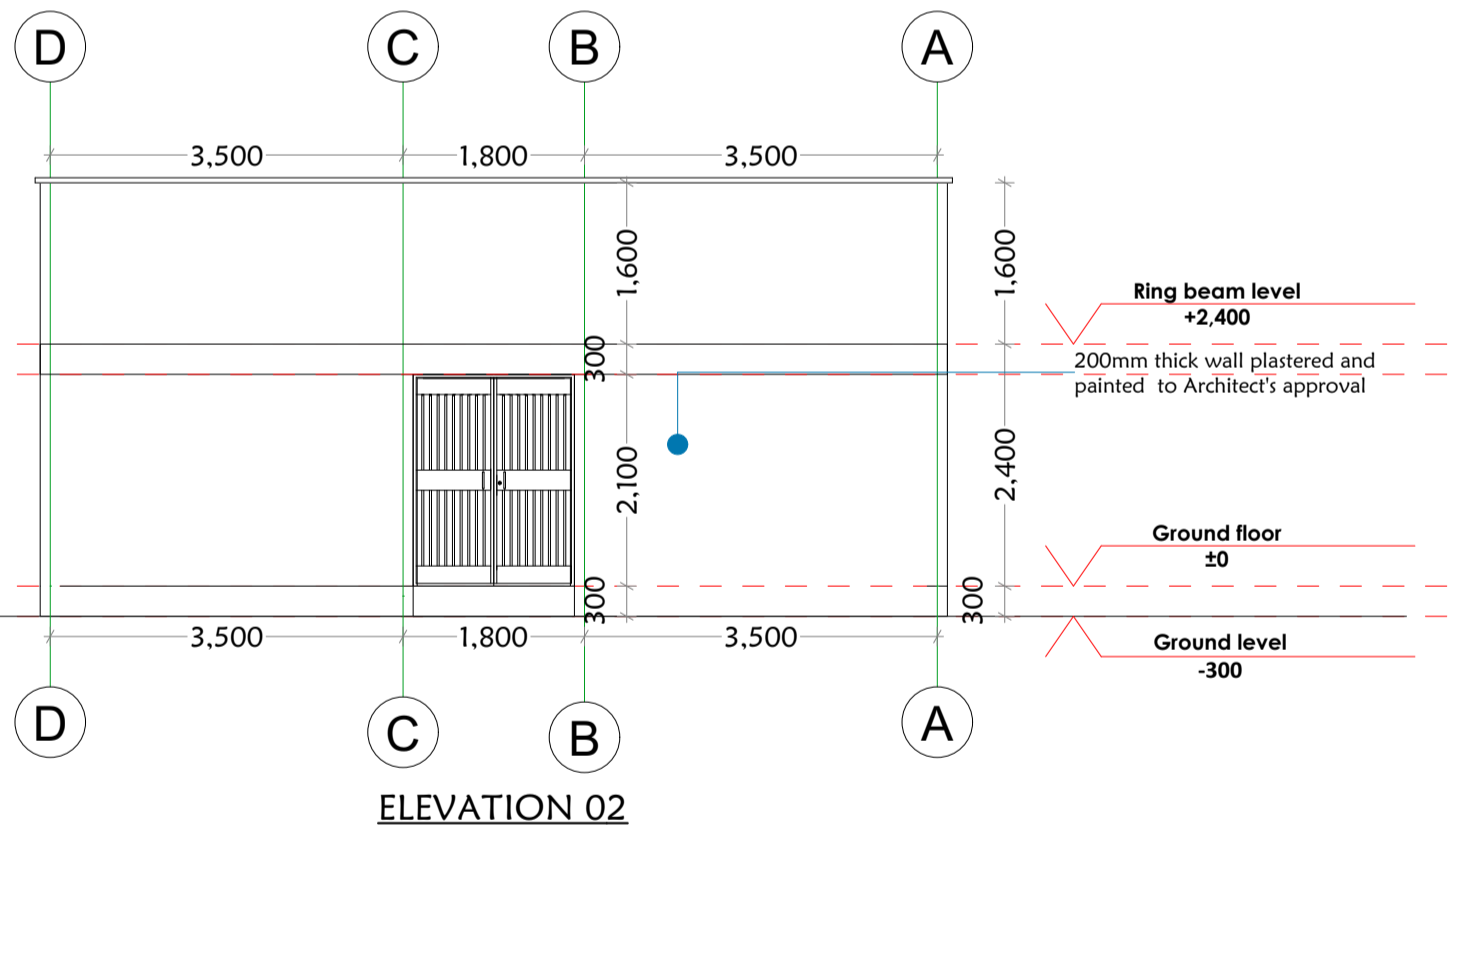 D
C
B
A
3,500
1,800
3,500
1,600
1,600
Ring beam level
+2,400
300
200mm thick wall plastered and
painted to Architect's approval
2,100
2,400
Ground floor
±0
300
300
3,500
1,800
3,500
Ground level
-300
D
C
B
A
ELEVATION 02